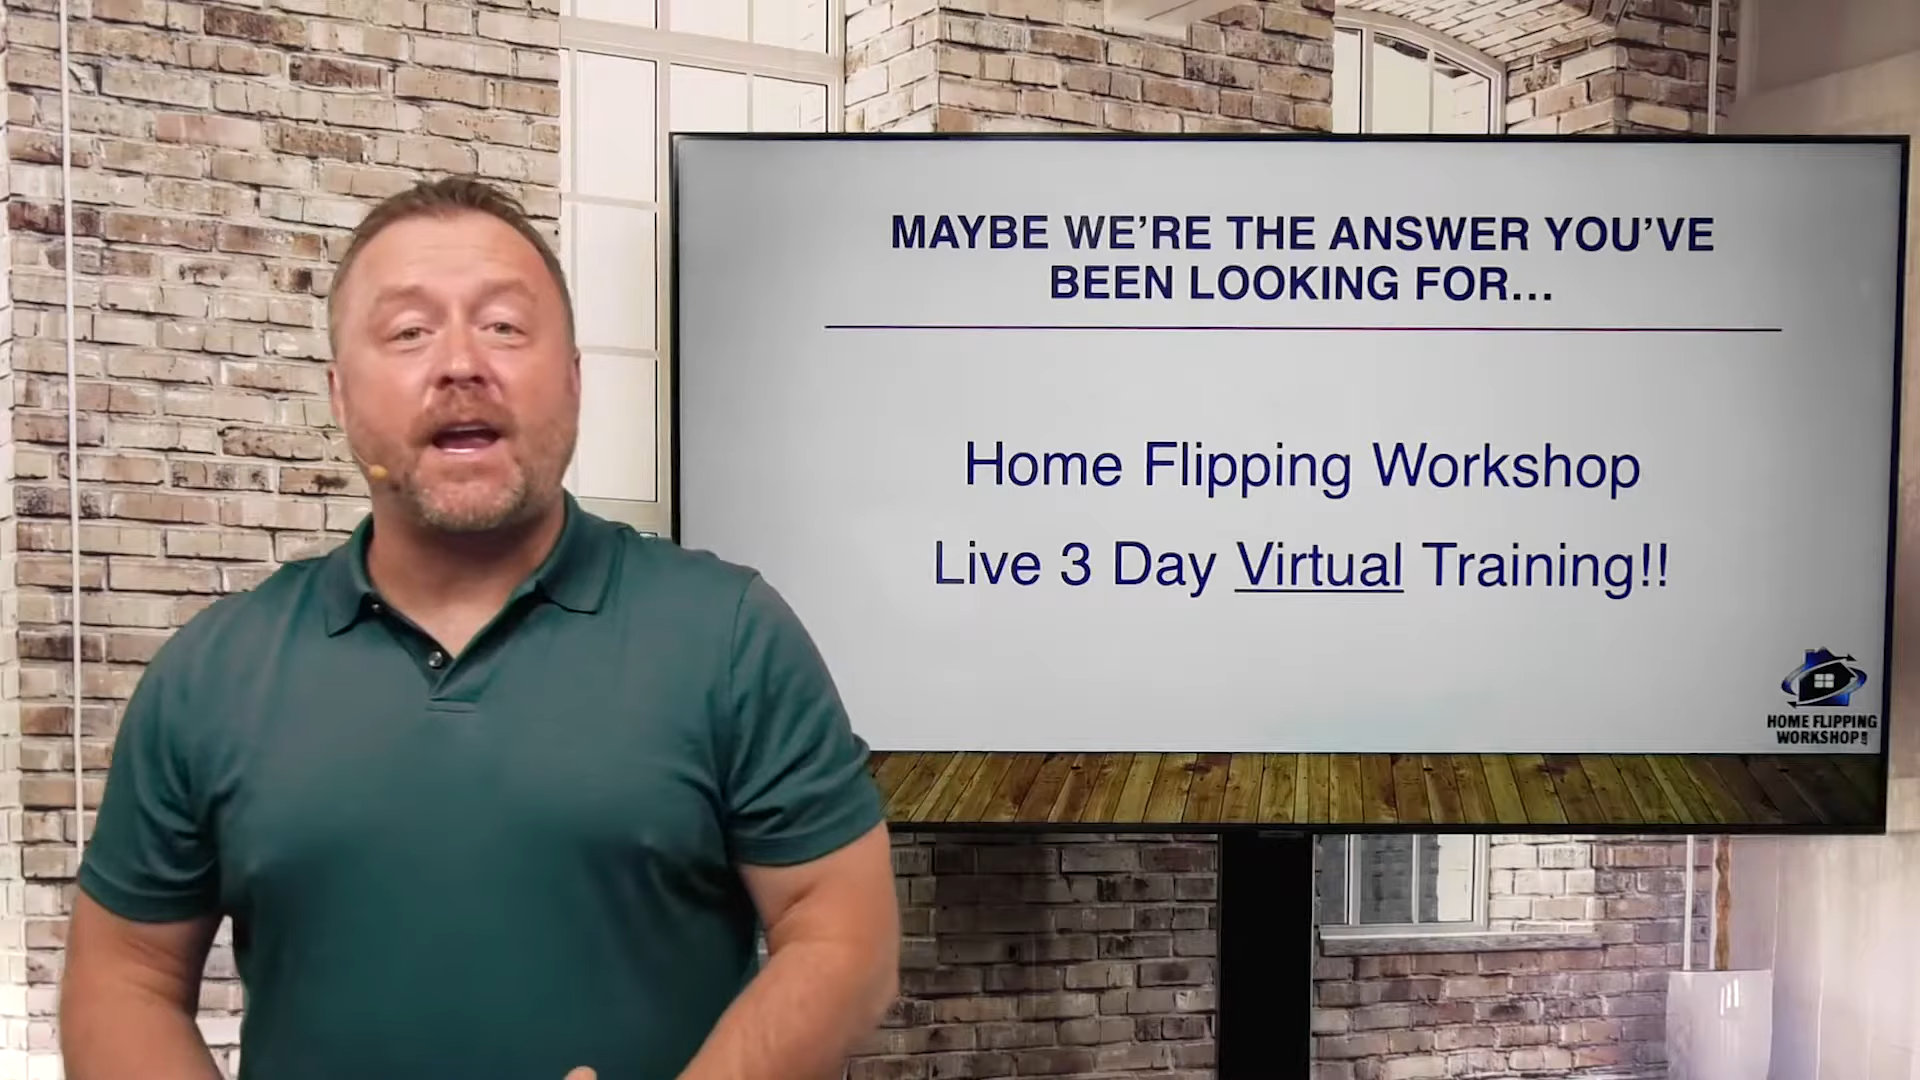 MAYBE WE'RE THE ANSWER YOU'VE
BEEN LOOKING FOR...
Home Flipping Workshop
Live 3 Day Virtual Training!!
HOME FLIPPING
WORKSHOP